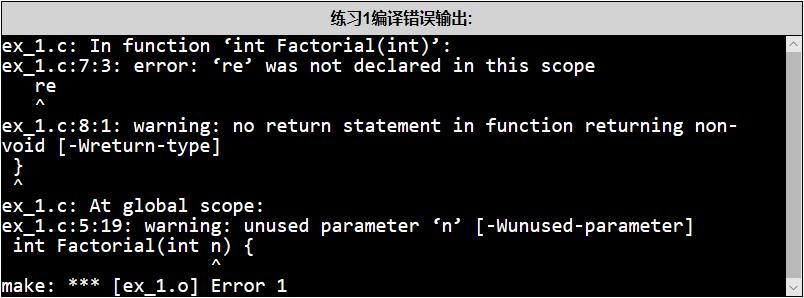 练习1编译错误输出:
ex_1.c: In function ‘int Factorial(int)’:
ex_1.c:7:3: error: ‘re’ was not declared in this scope
   re
   ^
ex_1.c:8:1: warning: no return statement in function returning non-
void [-Wreturn-type]
 }
 ^
ex_1.c: At global scope:
ex_1.c:5:19: warning: unused parameter ‘n’ [-Wunused-parameter]
 int Factorial(int n) {
                   ^
make: *** [ex_1.o] Error 1